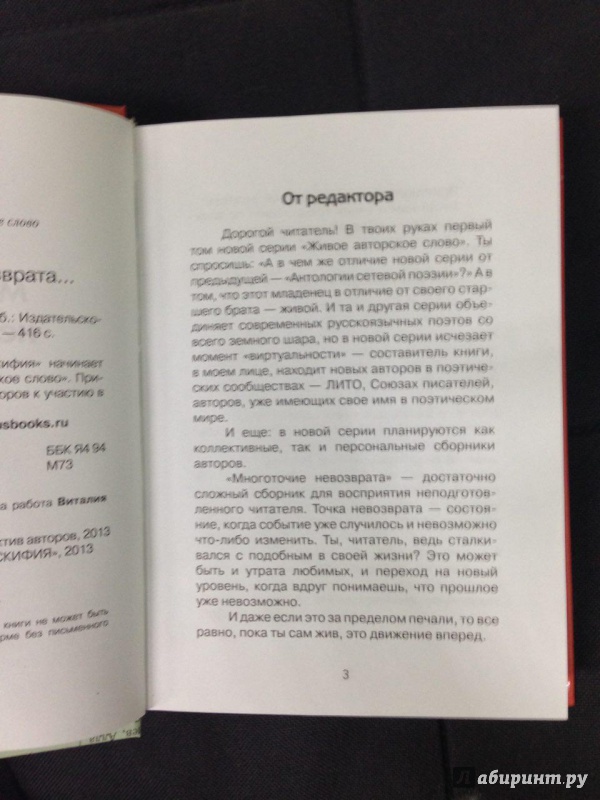 е слово
зврата...
б.: Издательско-
— 416 с.
КИФИЯ" начинает
ское слово». При-
оров к участию в
usbooks.ru
ББК Я4 94
М73
а работа Виталия
ктив авторов, 2013
СКИФИЯ», 2013
книги не может быть
рме без письменного
От редактора
Дорогой читатель! В твоих руках первый
том новой серии «Живое авторское слово». Ты
спросишь: «А в чем же отличие новой серии от
предыдущей — «Антологии сетевой поэзии»?» А в
том, что этот младенец в отличие от своего стар-
шего брата — живой. И та и другая серии объе-
диняет современных русскоязычных поэтов со
всего земного шара, но в новой серии исчезает
момент «виртуальности» — составитель книги,
в моем лице, находит новых авторов в поэтиче-
ских сообществах — ЛИТО, Союзах писателей,
авторов, уже имеющих свое имя в поэтическом
мире.
И еще: в новой серии планируются как
коллективные, так и персональные сборники
авторов.
«Многоточие невозврата» — достаточно
сложный сборник для восприятия неподготов-
ленного читателя. Точка невозврата — состоя-
ние, когда событие уже случилось и невозможно
что-либо изменить. Ты, читатель, ведь сталки-
вался с подобным в своей жизни? Это может
быть и утрата любимых, и переход на новый
уровень, когда вдруг понимаешь, что прошлое
уже невозможно.
И даже если это за пределом печали, то все
равно, пока ты сам жив, это движение вперед.
3
ев, Алла
лабиринт.ру